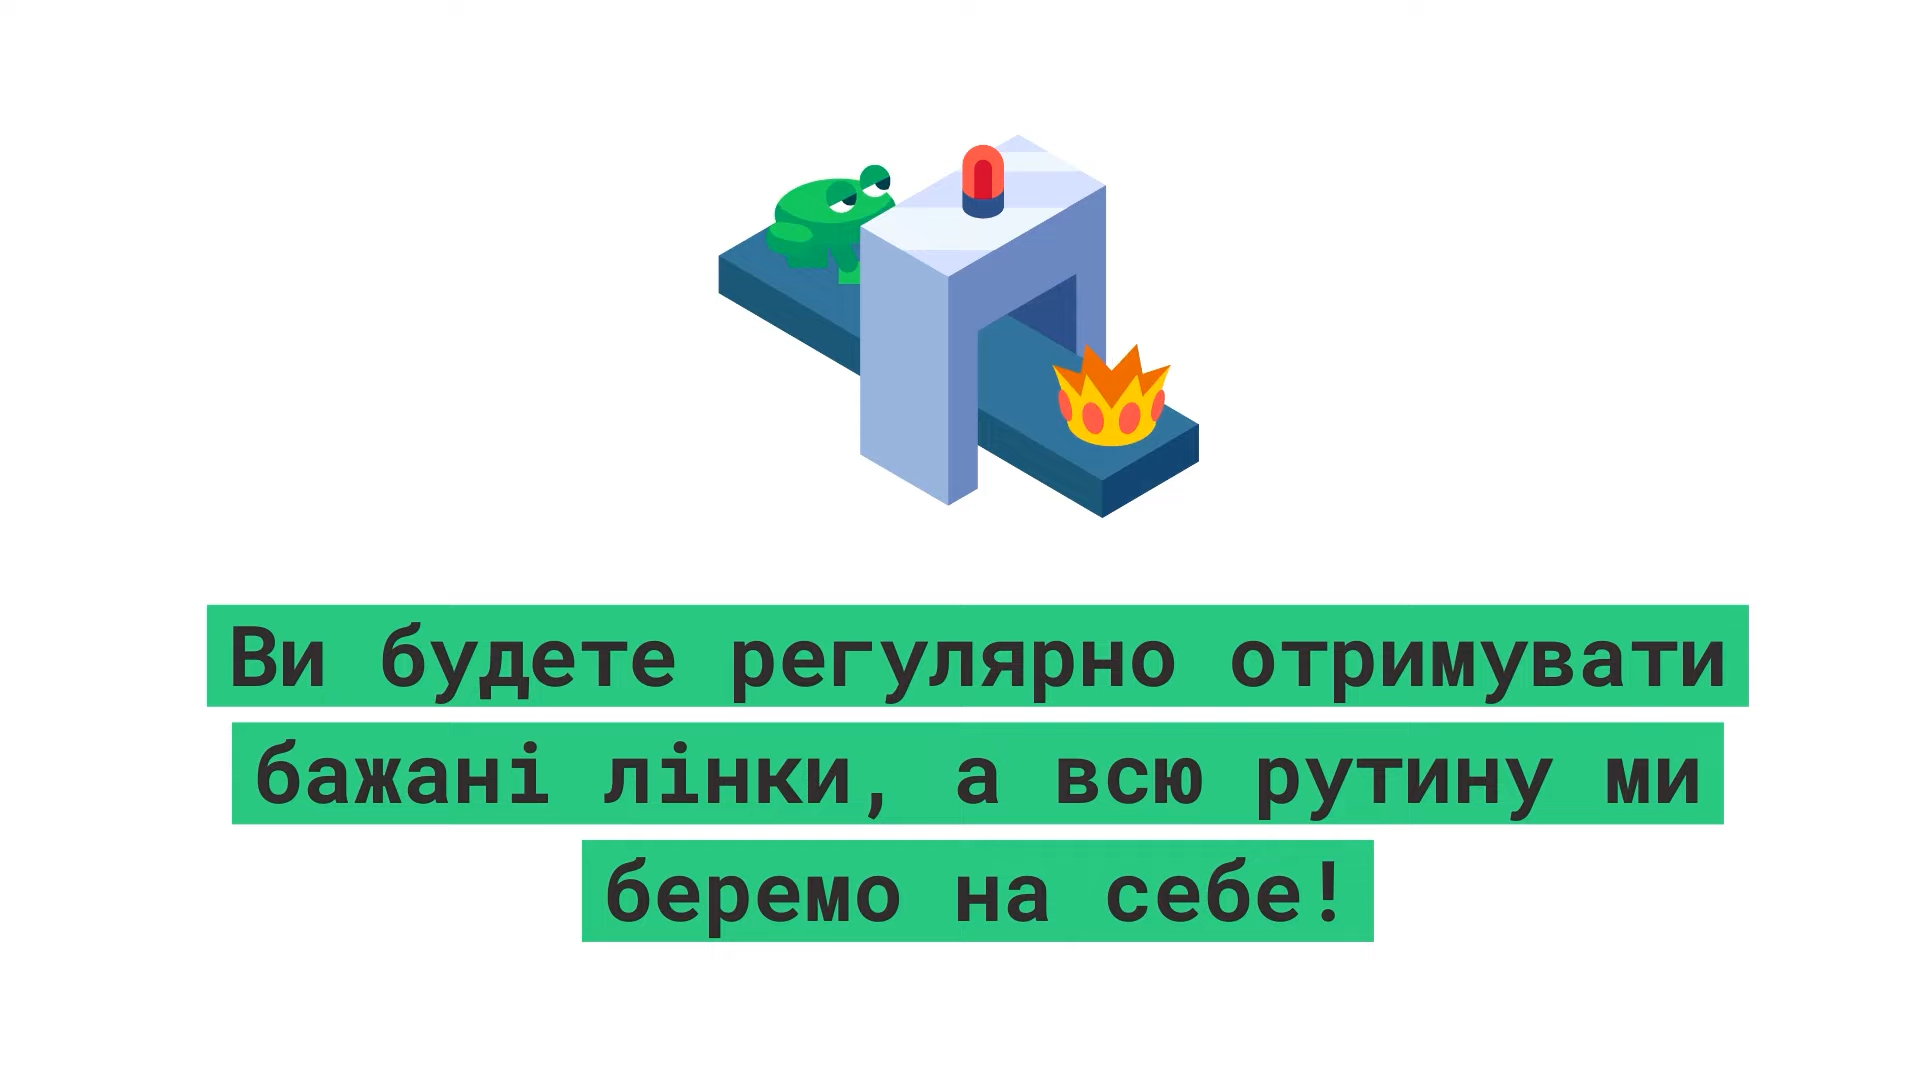 Ви будете регулярно отримувати
бажані лінки, а всю рутину ми
беремо на себе!